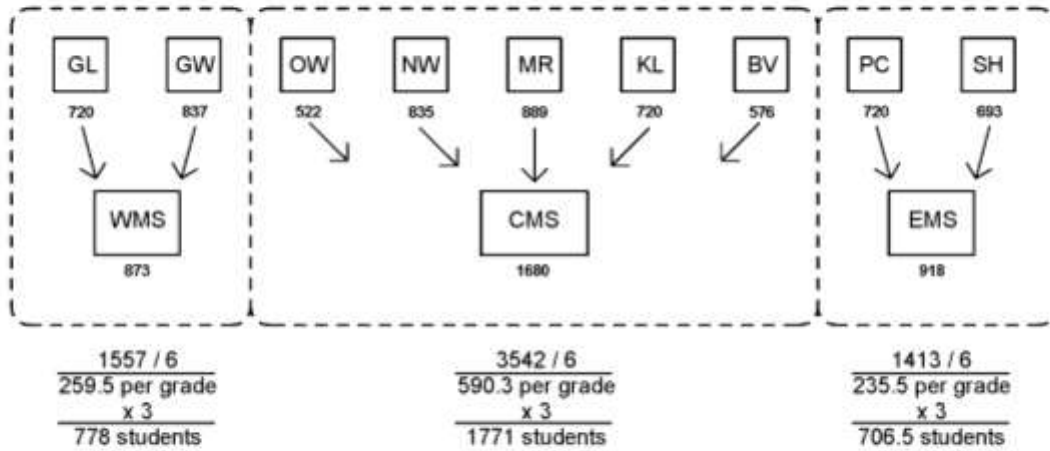 GL GW OW NW MR KL BV PC SH
720 837 522 835 889 720 576 720 693
WMS CMS EMS
873 1680 918
1557 / 6 3542 / 6 1413 / 6
259.5 per grade 590.3 per grade 235.5 per grade
x 3 x 3 x 3
778 students 1771 students 706.5 students